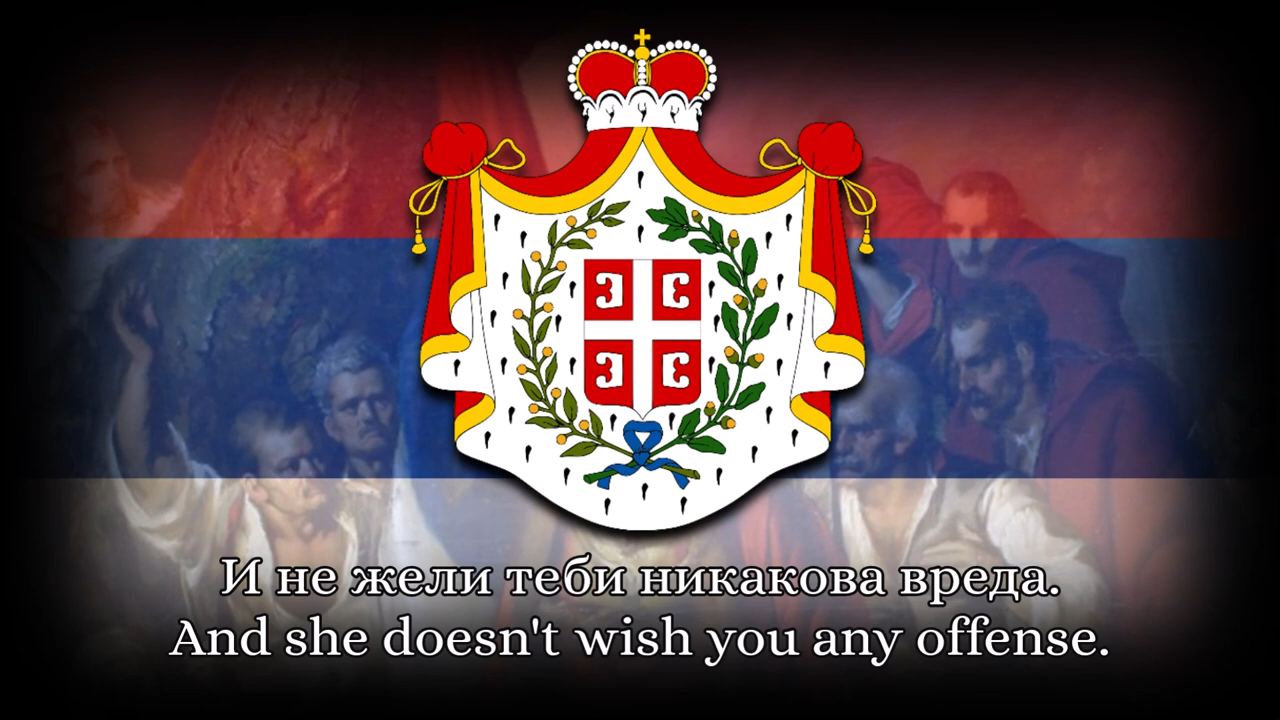 И не жели теби никакова вреда.
And she doesn't wish you any offense.